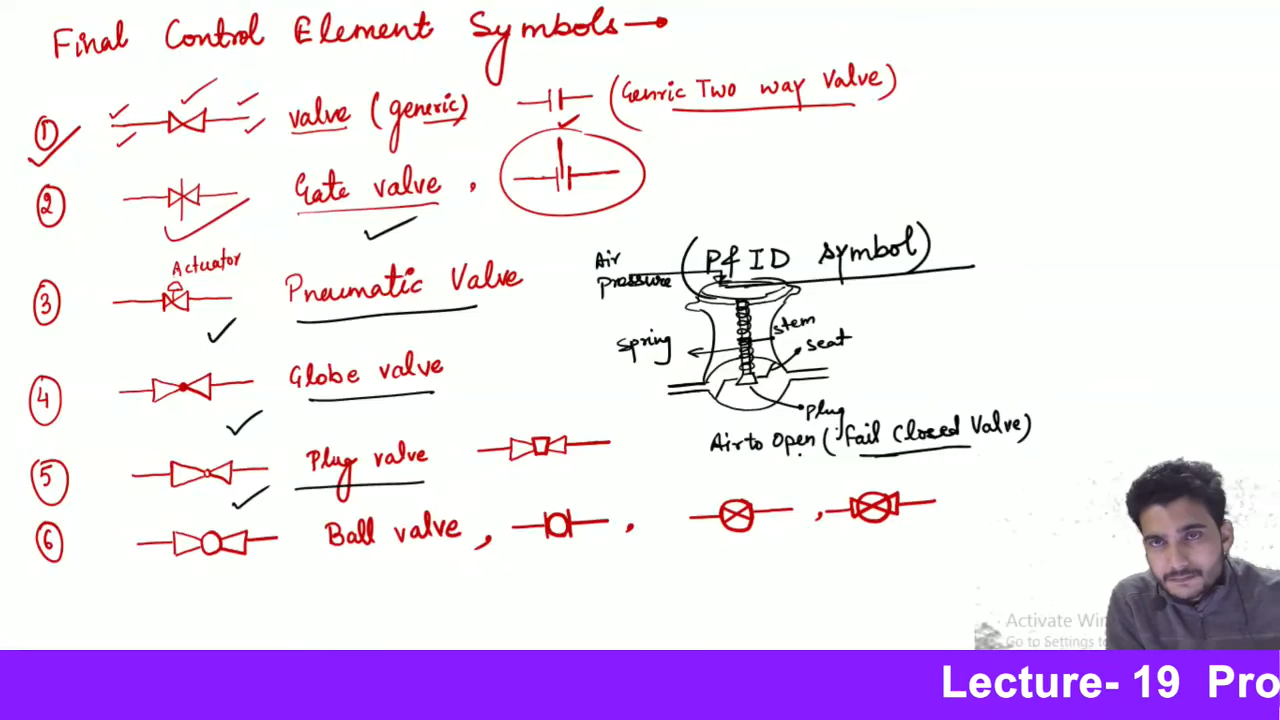 Final Control Element Symbols
① valve (generic) (Genric Two way Valve)
② Gate valve,
(P&ID symbol)
Actuator
③ Pneumatic Valve
Air pressure
spring
stem
seat
plug
Air to Open (fail Closed Valve)
④ Globe valve
⑤ Plug valve
⑥ Ball valve, , ,
Activate Win
Go to Settings to
Lecture- 19 Pro